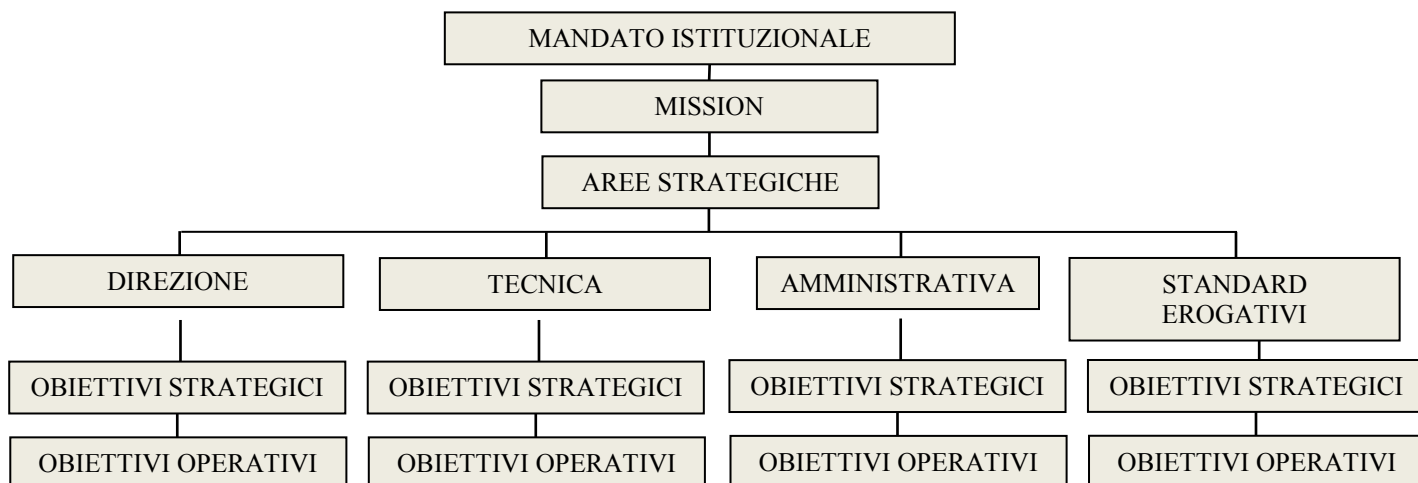 MANDATO ISTITUZIONALE
MISSION
AREE STRATEGICHE
DIREZIONE
TECNICA
AMMINISTRATIVA
STANDARD
EROGATIVI
OBIETTIVI STRATEGICI
OBIETTIVI STRATEGICI
OBIETTIVI STRATEGICI
OBIETTIVI STRATEGICI
OBIETTIVI OPERATIVI
OBIETTIVI OPERATIVI
OBIETTIVI OPERATIVI
OBIETTIVI OPERATIVI